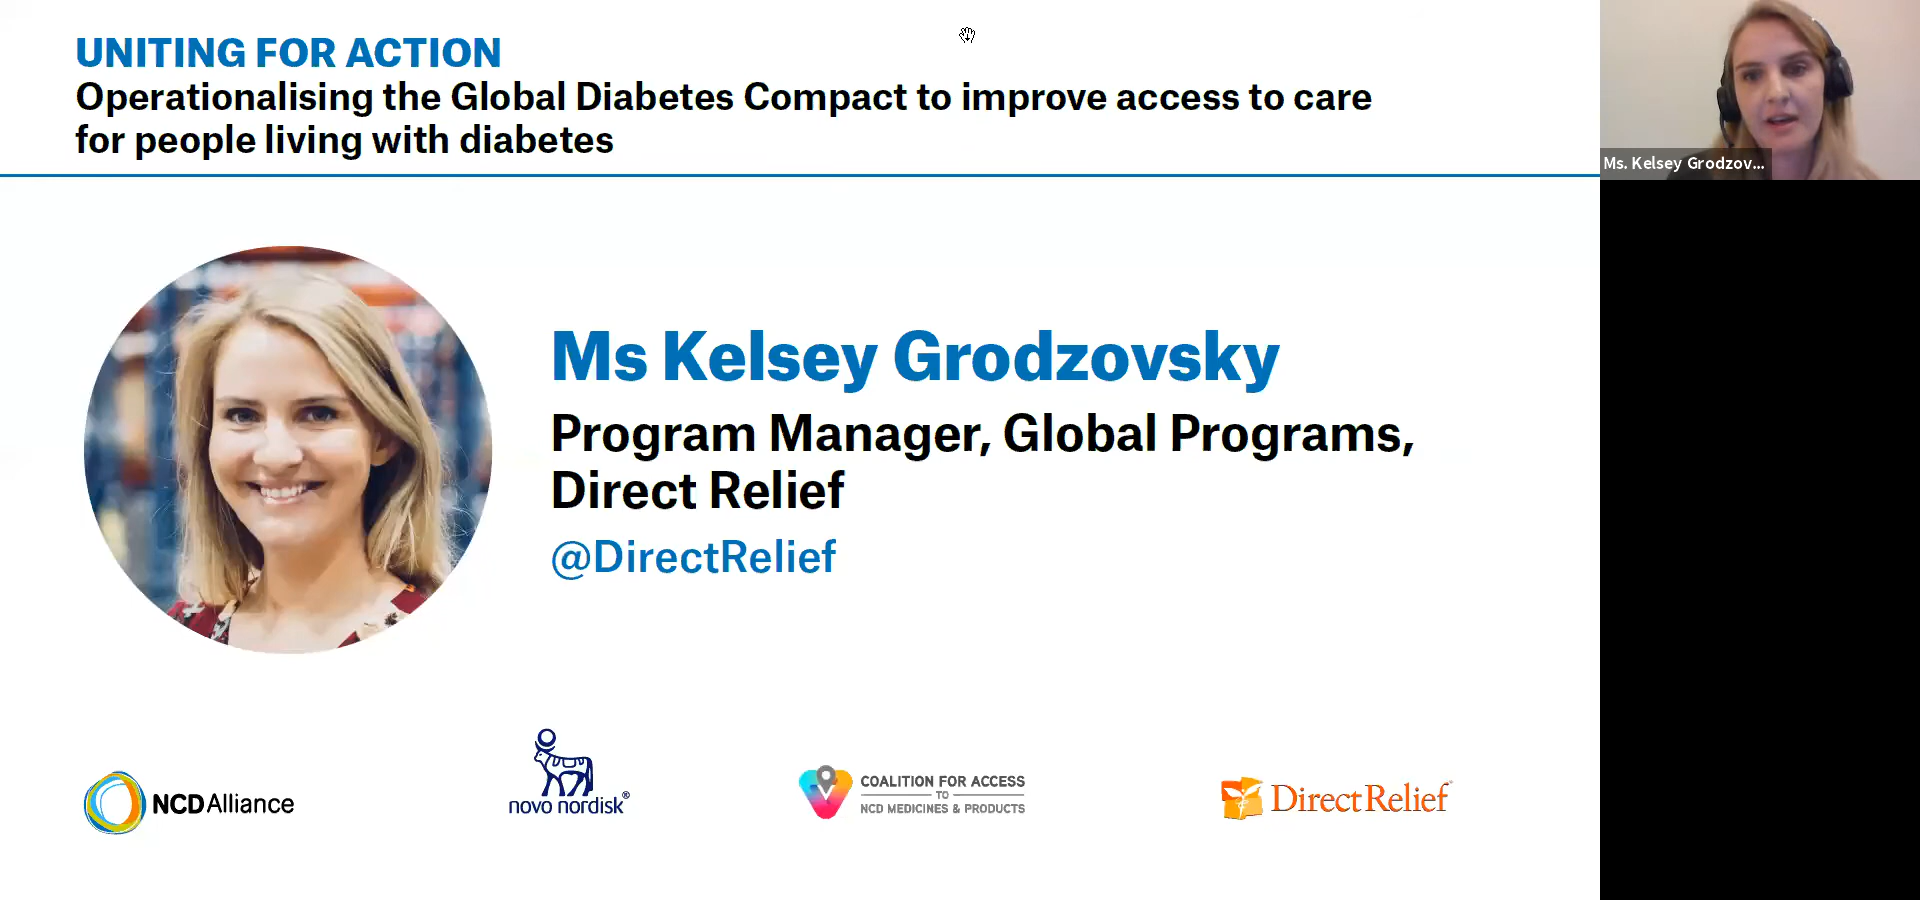 UNITING FOR ACTION
Operationalising the Global Diabetes Compact to improve access to care
for people living with diabetes
Ms. Kelsey Grodzov...
Ms Kelsey Grodzovsky
Program Manager, Global Programs,
Direct Relief
@DirectRelief
NCDAlliance
novo nordisk®
COALITION FOR ACCESS
TO
NCD MEDICINES & PRODUCTS
DirectRelief